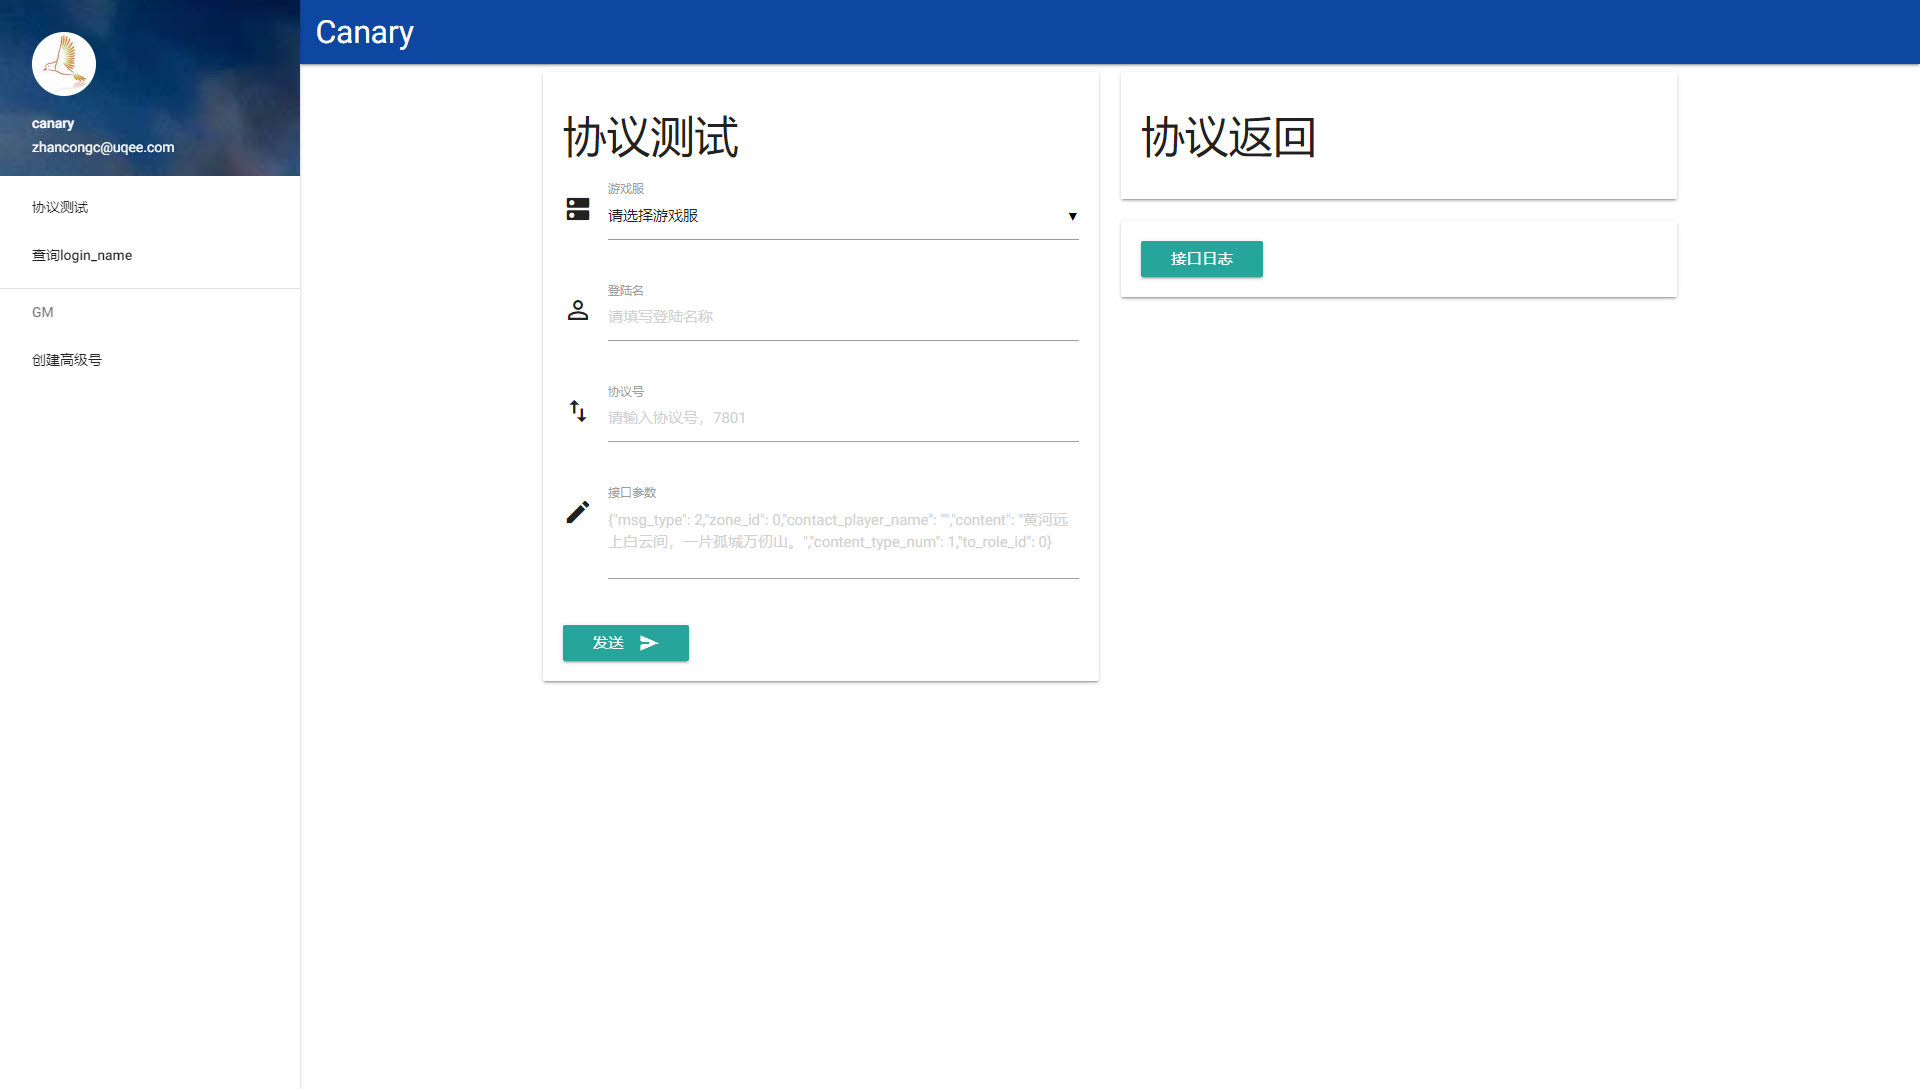 Canary
canary
zhancongc@uqee.com
协议测试
查询login_name
GM
创建高级号
协议测试
游戏服
请选择游戏服
登陆名
请填写登陆名称
协议号
请输入协议号，7801
接口参数
{"msg_type": 2,"zone_id": 0,"contact_player_name": "","content": "黄河远
上白云间，一片孤城万仞山。","content_type_num": 1,"to_role_id": 0}
发送
协议返回
接口日志